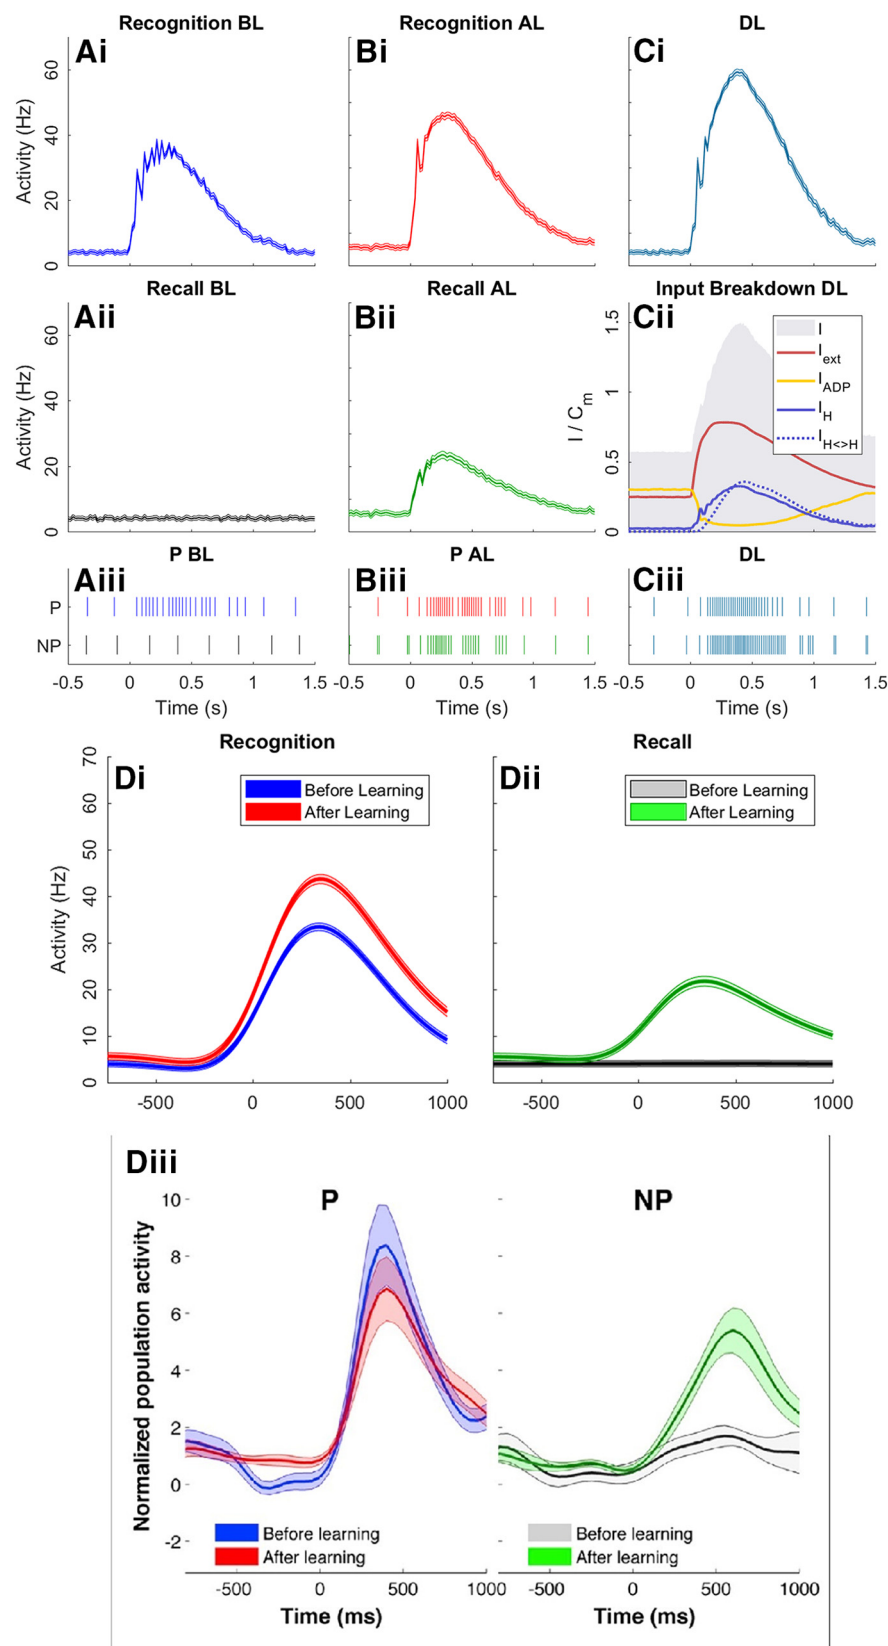 Recognition BL
Recognition AL
DL
Ai
Bi
Ci
Activity (Hz)
60
40
20
0
Recall BL
Recall AL
Input Breakdown DL
Aii
Bii
Cii
Activity (Hz)
60
40
20
0
I / Cm
1.5
1
0.5
0
I
Iext
IADP
IH
IH<>H
P BL
P AL
DL
Aiii
Biii
Ciii
P
NP
-0.5 0 0.5 1 1.5
-0.5 0 0.5 1 1.5
-0.5 0 0.5 1 1.5
Time (s)
Time (s)
Time (s)
Recognition
Recall
Di
Dii
Before Learning
After Learning
Before Learning
After Learning
Activity (Hz)
70
60
50
40
30
20
10
0
-500 0 500 1000
-500 0 500 1000
Diii
P
NP
Normalized population activity
10
8
6
4
2
0
-2
Before learning
After learning
Before learning
After learning
-500 0 500 1000
-500 0 500 1000
Time (ms)
Time (ms)